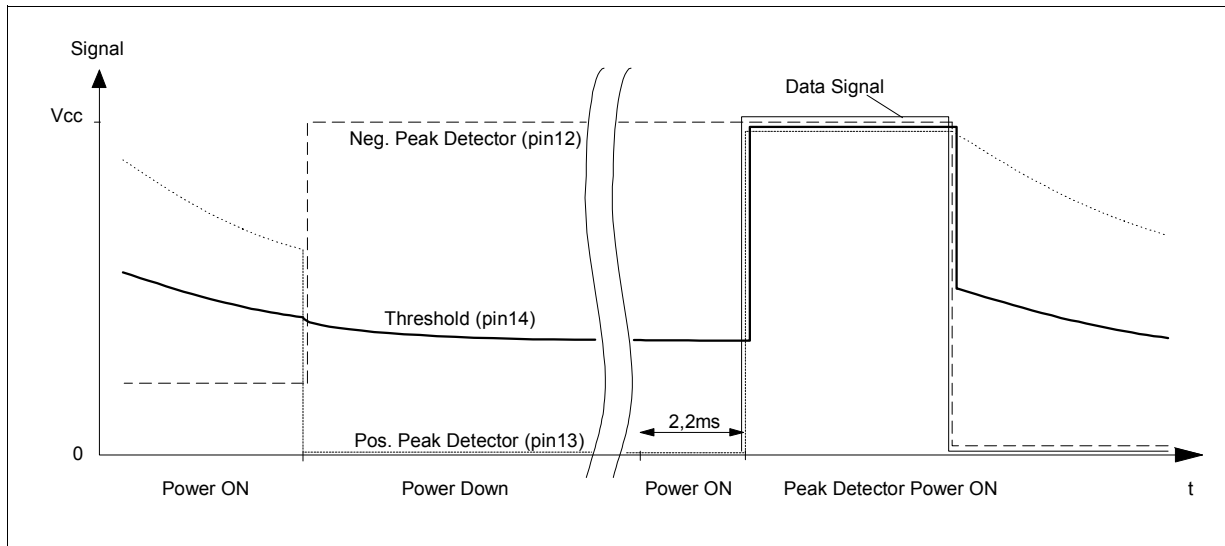 Signal
Data Signal
Vcc
Neg. Peak Detector (pin12)
Threshold (pin14)
2,2ms
Pos. Peak Detector (pin13)
0
Power ON
Power Down
Power ON
Peak Detector Power ON
t